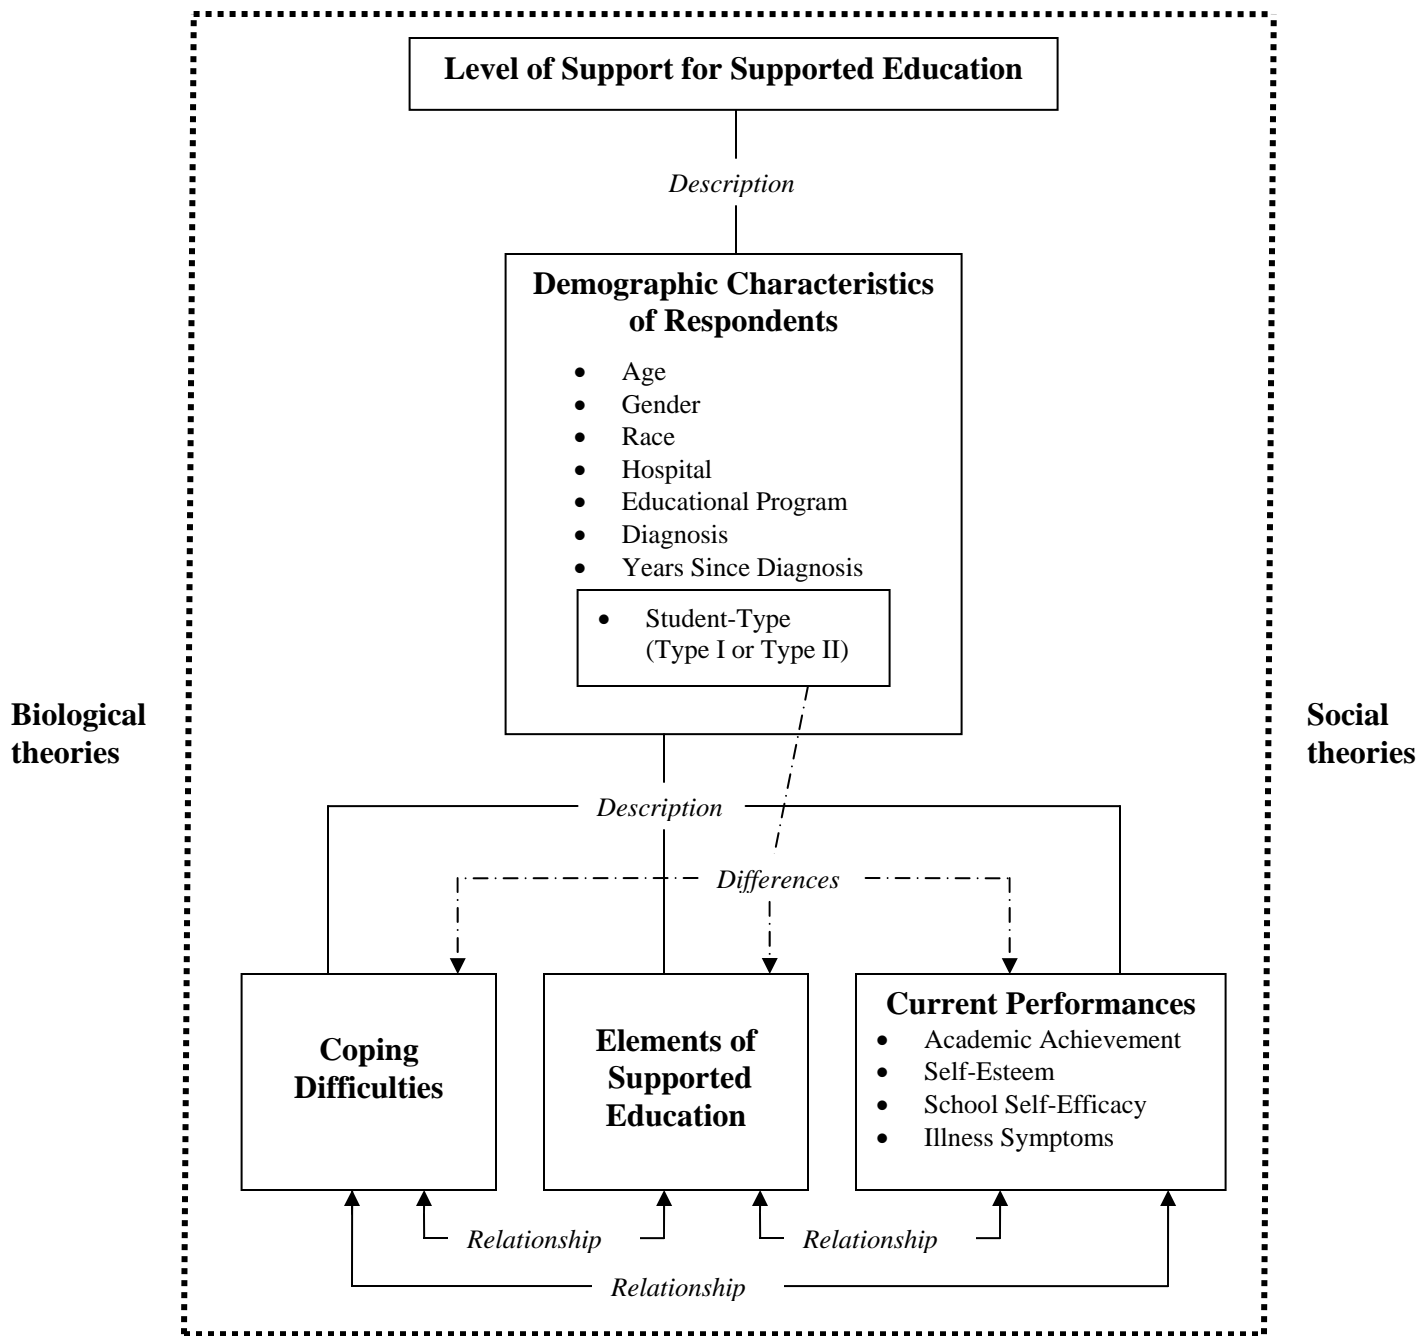 Level of Support for Supported Education
Description
Demographic Characteristics
of Respondents
• Age
• Gender
• Race
• Hospital
• Educational Program
• Diagnosis
• Years Since Diagnosis
• Student-Type
(Type I or Type II)
Biological
theories
Social
theories
Description
Differences
Coping
Difficulties
Elements of
Supported
Education
Current Performances
• Academic Achievement
• Self-Esteem
• School Self-Efficacy
• Illness Symptoms
Relationship
Relationship
Relationship